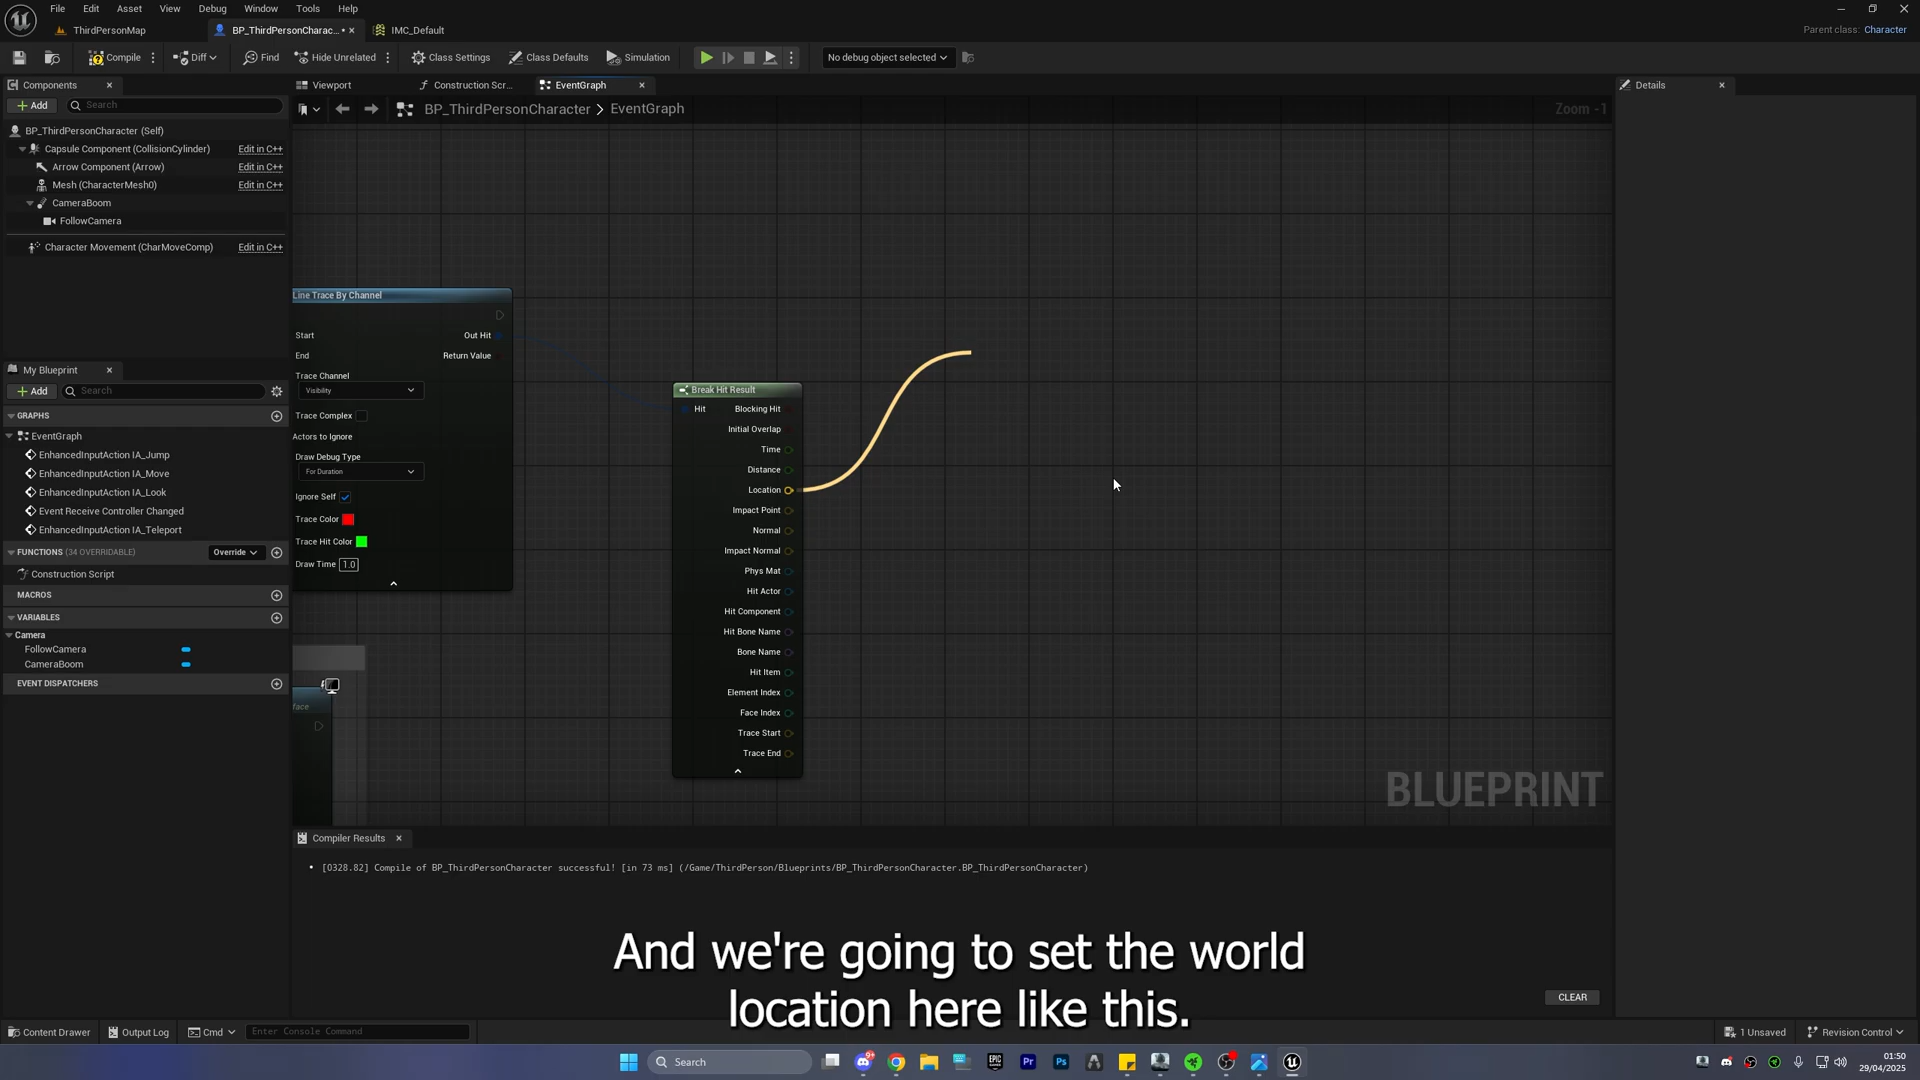 File Edit Asset View Debug Window Tools Help
ThirdPersonMap BP_ThirdPersonCharac... • IMC_Default
Parent class: Character
Compile Diff Find Hide Unrelated Class Settings Class Defaults Simulation No debug object selected
Components
Add Search
BP_ThirdPersonCharacter (Self)
Capsule Component (CollisionCylinder) Edit in C++
Arrow Component (Arrow) Edit in C++
Mesh (CharacterMesh0) Edit in C++
CameraBoom
FollowCamera
Character Movement (CharMoveComp) Edit in C++
My Blueprint
Add Search
GRAPHS
EventGraph
EnhancedInputAction IA_Jump
EnhancedInputAction IA_Move
EnhancedInputAction IA_Look
Event Receive Controller Changed
EnhancedInputAction IA_Teleport
FUNCTIONS (34 OVERRIDABLE) Override
Construction Script
MACROS
VARIABLES
Camera
FollowCamera
CameraBoom
EVENT DISPATCHERS
Viewport Construction Scr... EventGraph
BP_ThirdPersonCharacter > EventGraph
Zoom -1
Line Trace By Channel
Start Out Hit
End Return Value
Trace Channel
Visibility
Trace Complex
Actors to Ignore
Draw Debug Type
For Duration
Ignore Self
Trace Color
Trace Hit Color
Draw Time 1.0
face
Break Hit Result
Hit Blocking Hit
Initial Overlap
Time
Distance
Location
Impact Point
Normal
Impact Normal
Phys Mat
Hit Actor
Hit Component
Hit Bone Name
Bone Name
Hit Item
Element Index
Face Index
Trace Start
Trace End
BLUEPRINT
Details
Compiler Results
• [0328.82] Compile of BP_ThirdPersonCharacter successful! [in 73 ms] (/Game/ThirdPerson/Blueprints/BP_ThirdPersonCharacter.BP_ThirdPersonCharacter)
And we're going to set the world
location here like this.
CLEAR
Content Drawer Output Log Cmd Enter Console Command 1 Unsaved Revision Control
Search
Pr Ps
01:50
29/04/2025